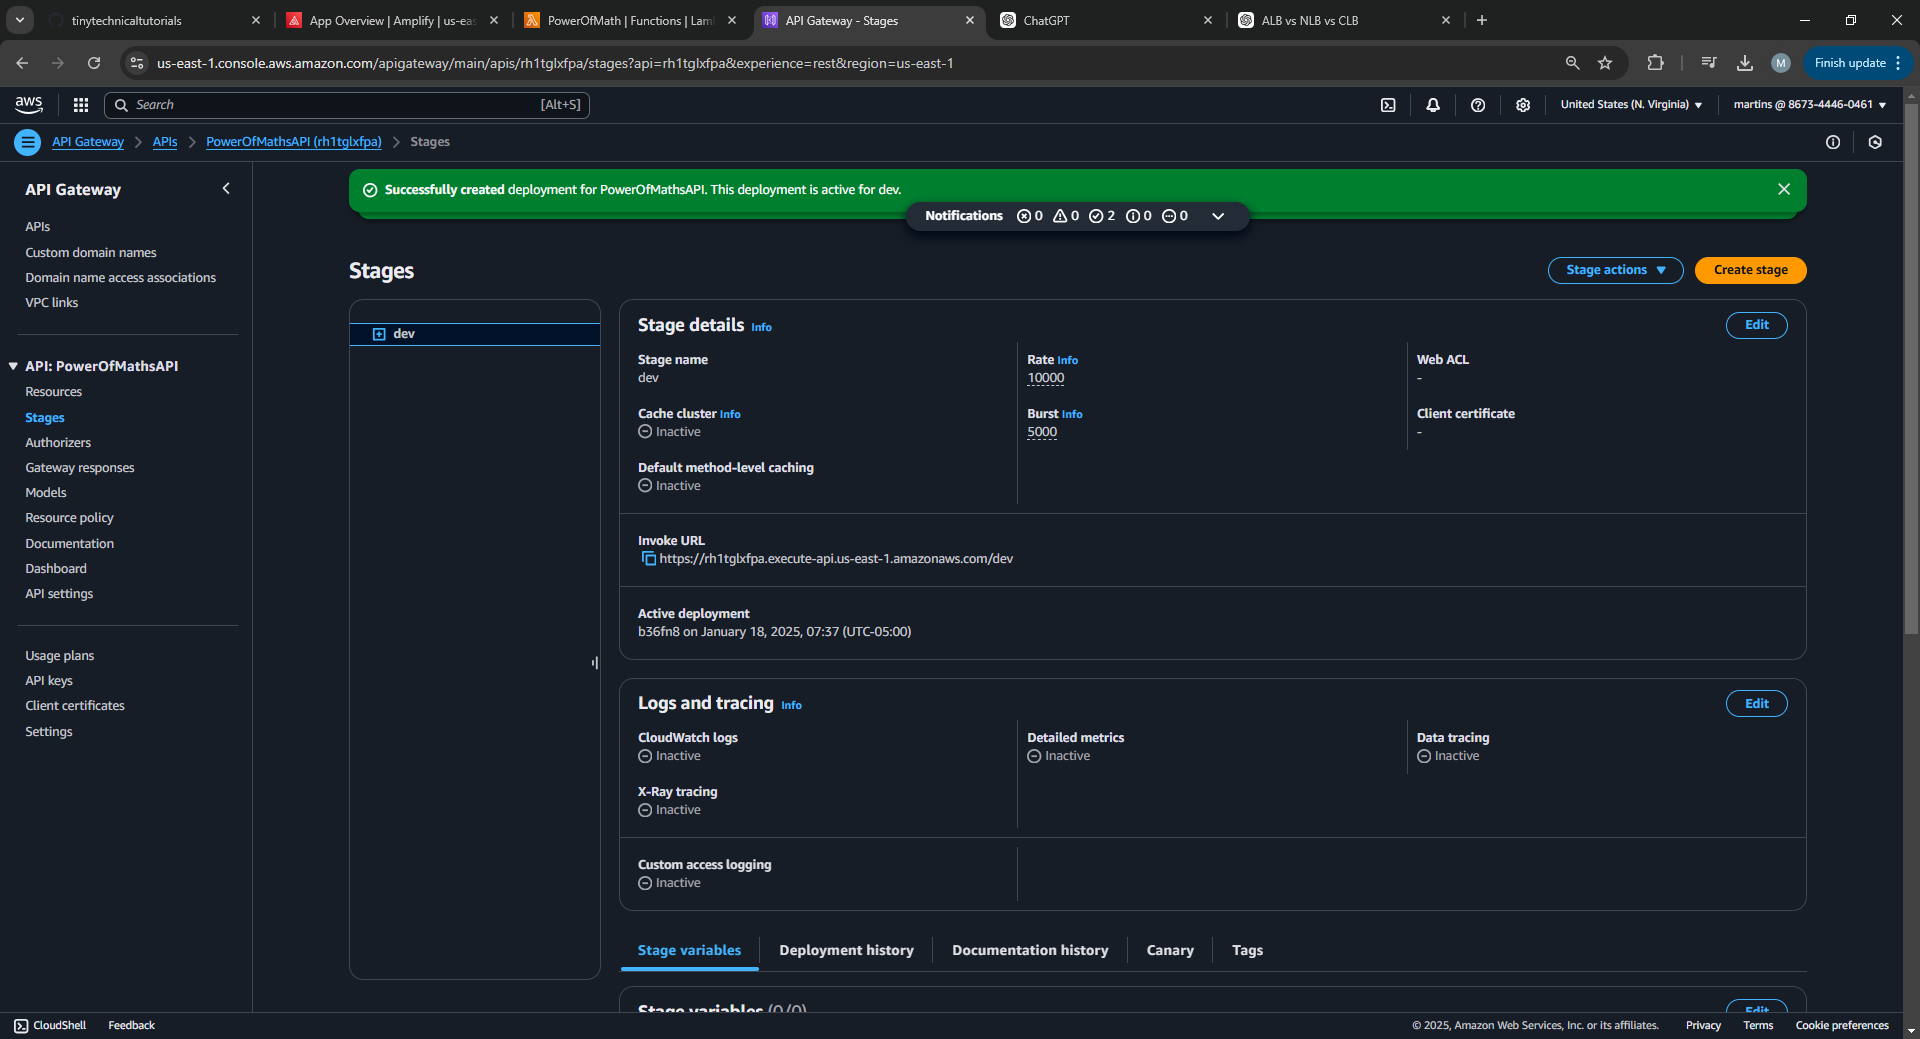 tinytechnicaltutorials
App Overview | Amplify | us-eas
PowerOfMath | Functions | Lam
API Gateway - Stages
ChatGPT
ALB vs NLB vs CLB
us-east-1.console.aws.amazon.com/apigateway/main/apis/rh1tglxfpa/stages?api=rh1tglxfpa&experience=rest&region=us-east-1
M
Finish update
aws
Search
[Alt+S]
United States (N. Virginia)
martins @ 8673-4446-0461
API Gateway
APIs
PowerOfMathsAPI (rh1tglxfpa)
Stages
API Gateway
APIs
Custom domain names
Domain name access associations
VPC links
API: PowerOfMathsAPI
Resources
Stages
Authorizers
Gateway responses
Models
Resource policy
Documentation
Dashboard
API settings
Usage plans
API keys
Client certificates
Settings
Successfully created deployment for PowerOfMathsAPI. This deployment is active for dev.
Notifications 0 0 2 0 0
Stages
Stage actions
Create stage
dev
Stage details Info
Edit
Stage name
dev
Rate Info
10000
Web ACL
-
Cache cluster Info
Inactive
Burst Info
5000
Client certificate
-
Default method-level caching
Inactive
Invoke URL
https://rh1tglxfpa.execute-api.us-east-1.amazonaws.com/dev
Active deployment
b36fn8 on January 18, 2025, 07:37 (UTC-05:00)
Logs and tracing Info
Edit
CloudWatch logs
Inactive
Detailed metrics
Inactive
Data tracing
Inactive
X-Ray tracing
Inactive
Custom access logging
Inactive
Stage variables
Deployment history
Documentation history
Canary
Tags
Stage variables (0/0)
Edit
CloudShell
Feedback
© 2025, Amazon Web Services, Inc. or its affiliates.
Privacy
Terms
Cookie preferences